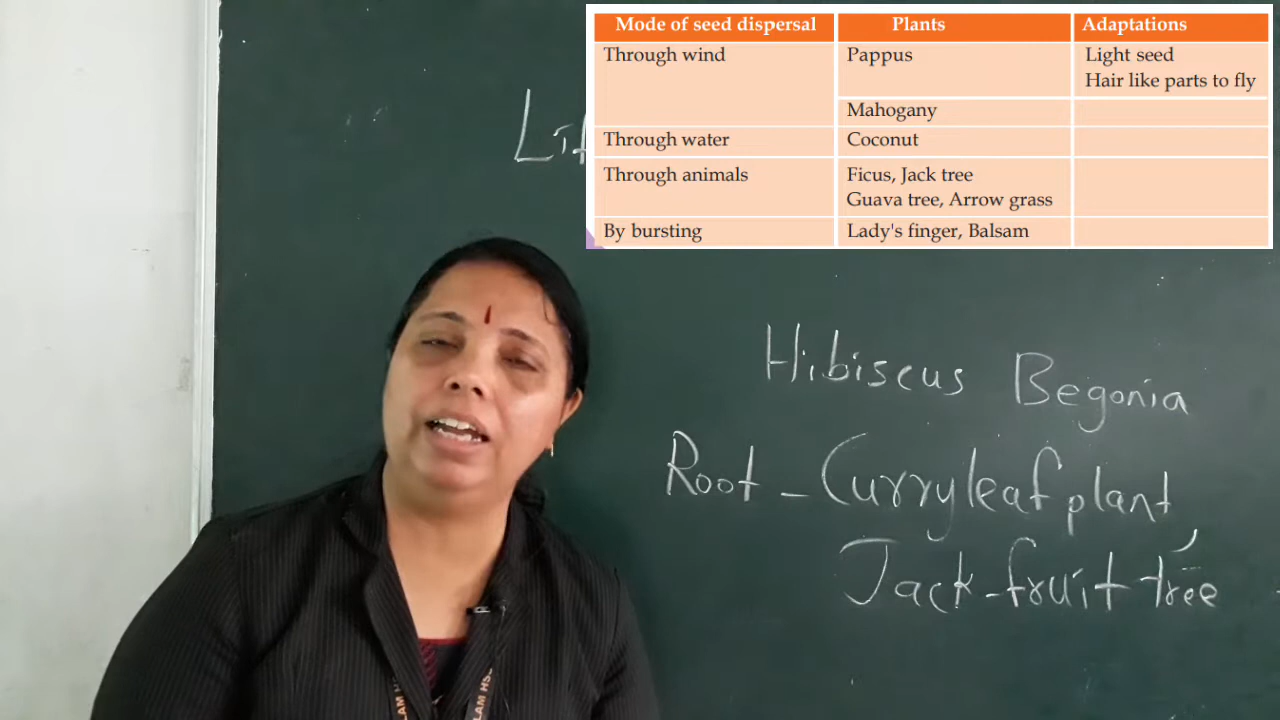 Mode of seed dispersal Plants Adaptations
Through wind Pappus Light seed
Hair like parts to fly
Mahogany
Through water Coconut
Through animals Ficus, Jack tree
Guava tree, Arrow grass
By bursting Lady's finger, Balsam
Hibiscus Begonia
Root - Curryleaf plant,
Jack-fruit tree